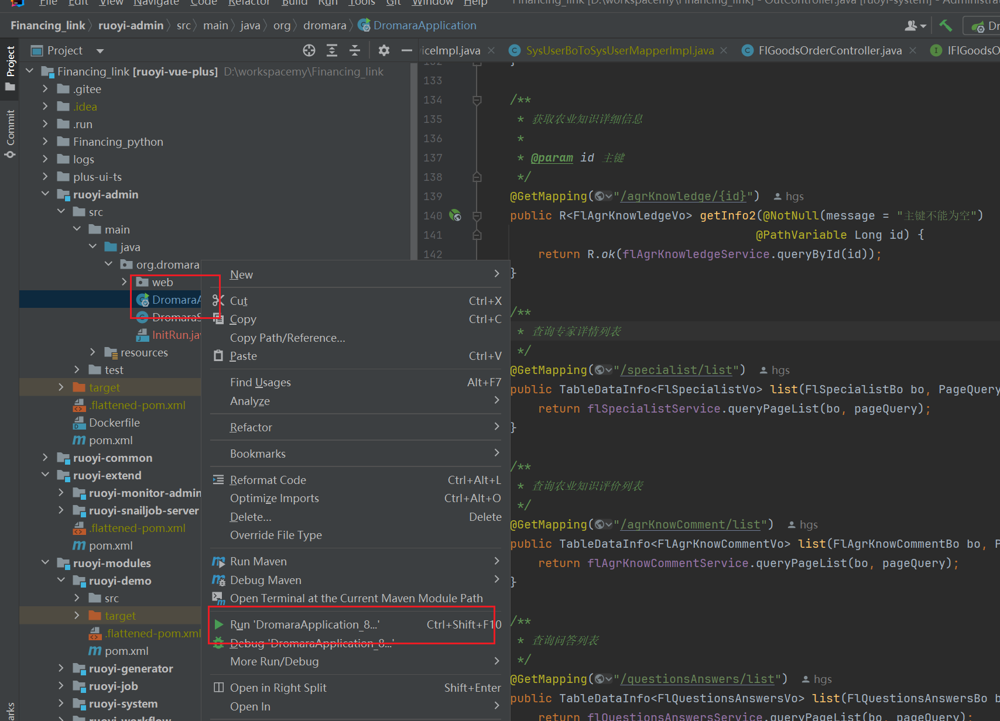 File Edit View Navigate Code Refactor Build Run Tools Git Window Help Financing_link [D:\workspacemy\Financing_link] - OutController.java [ruoyi-system] - Administra
Financing_link ruoyi-admin src main java org dromara DromaraApplication Dr
Project iceImpl.java SysUserBoToSysUserMapperImpl.java FlGoodsOrderController.java IFlGoodsO
Project
Commit
arks
Financing_link [ruoyi-vue-plus] D:\workspacemy\Financing_link
.gitee
.idea
.run
Financing_python
logs
plus-ui-ts
ruoyi-admin
src
main
java
org.dromara
web
DromaraA
DromaraS
InitRun.jav
resources
test
target
.flattened-pom.xml
Dockerfile
pom.xml
ruoyi-common
ruoyi-extend
ruoyi-monitor-admin
ruoyi-snailjob-server
.flattened-pom.xml
pom.xml
ruoyi-modules
ruoyi-demo
src
target
.flattened-pom.xml
pom.xml
ruoyi-generator
ruoyi-job
ruoyi-system
ruoyi-workflow
New
Cut Ctrl+X
Copy Ctrl+C
Copy Path/Reference...
Paste Ctrl+V
Find Usages Alt+F7
Analyze
Refactor
Bookmarks
Reformat Code Ctrl+Alt+L
Optimize Imports Ctrl+Alt+O
Delete... Delete
Override File Type
Run Maven
Debug Maven
Open Terminal at the Current Maven Module Path
Run 'DromaraApplication_8...' Ctrl+Shift+F10
Debug 'DromaraApplication_8...'
More Run/Debug
Open in Right Split Shift+Enter
Open In
132 }
133
134 /**
135 * 获取农业知识详细信息
136 *
137 * @param id 主键
138 */
139 @GetMapping("/agrKnowledge/{id}") hgs
140 public R<FlAgrKnowledgeVo> getInfo2(@NotNull(message = "主键不能为空")
141 @PathVariable Long id) {
142 return R.ok(flAgrKnowledgeService.queryById(id));
}
/**
* 查询专家详情列表
*/
@GetMapping("/specialist/list") hgs
public TableDataInfo<FlSpecialistVo> list(FlSpecialistBo bo, PageQuery
return flSpecialistService.queryPageList(bo, pageQuery);
}
/**
* 查询农业知识评价列表
*/
@GetMapping("/agrKnowComment/list") hgs
public TableDataInfo<FlAgrKnowCommentVo> list(FlAgrKnowCommentBo bo, P
return flAgrKnowCommentService.queryPageList(bo, pageQuery);
}
/**
* 查询问答列表
*/
@GetMapping("/questionsAnswers/list") hgs
public TableDataInfo<FlQuestionsAnswersVo> list(FlQuestionsAnswersBo b
return flQuestionsAnswersService.queryPageList(bo, pageQuery);